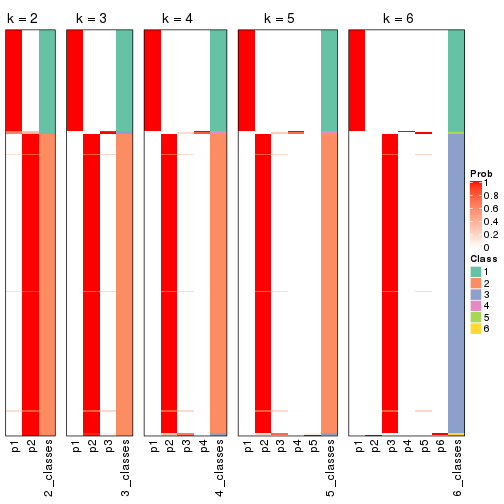 k = 2
k = 3
k = 4
k = 5
k = 6
Prob
1
0.8
0.6
0.4
0.2
0
Class
1
2
3
4
5
6
p1
p2
2_classes
p1
p2
p3
3_classes
p1
p2
p3
p4
4_classes
p1
p2
p3
p4
p5
5_classes
p1
p2
p3
p4
p5
p6
6_classes